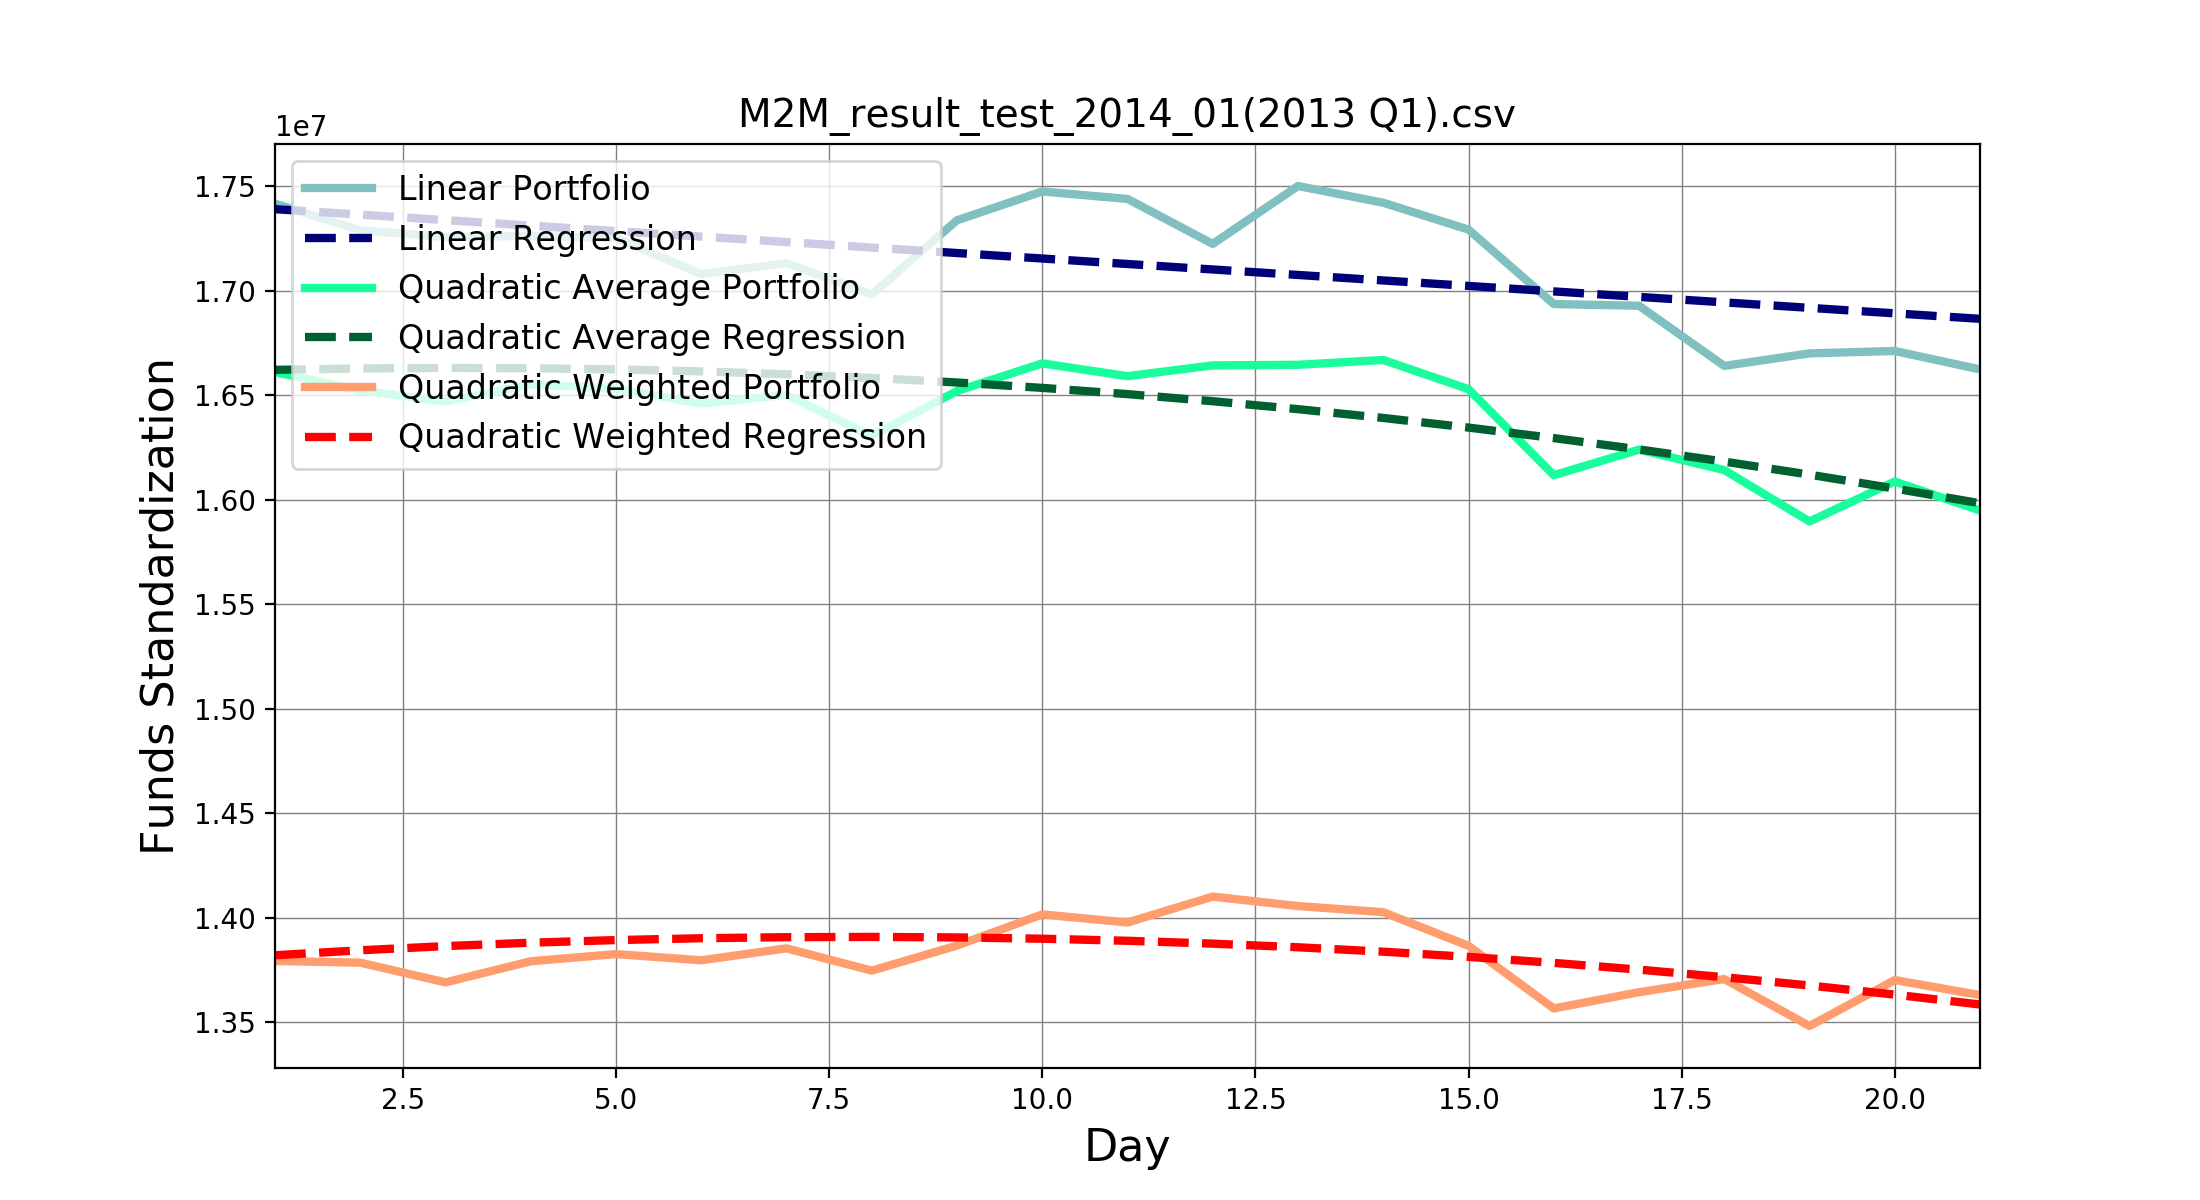 M2M_result_test_2014_01(2013 Q1).csv
1e7
1.75
1.70
1.65
1.60
1.55
1.50
1.45
1.40
1.35
Funds Standardization
Linear Portfolio
Linear Regression
Quadratic Average Portfolio
Quadratic Average Regression
Quadratic Weighted Portfolio
Quadratic Weighted Regression
2.5 5.0 7.5 10.0 12.5 15.0 17.5 20.0
Day